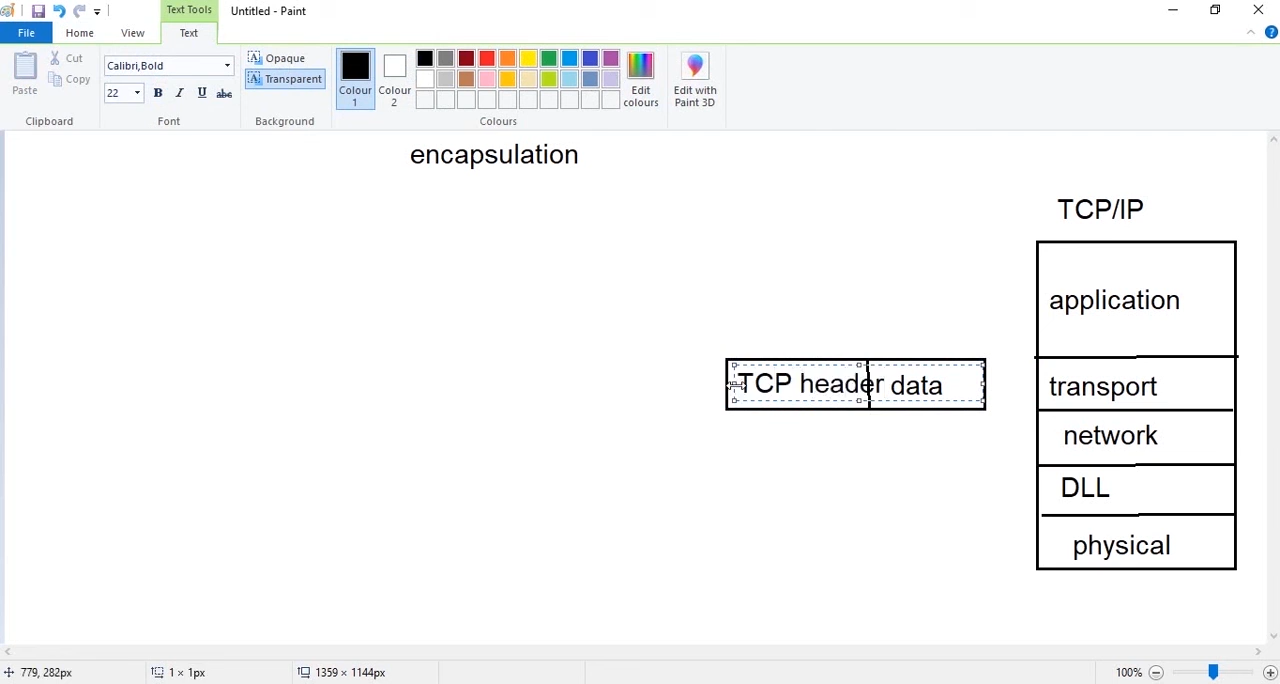 Text Tools
Untitled - Paint
File
Home
View
Text
Paste
Cut
Copy
Clipboard
Calibri,Bold
22
B I U abc
Font
Opaque
Transparent
Background
Colour 1
Colour 2
Edit colours
Colours
Edit with Paint 3D
encapsulation
TCP/IP
application
TCP header data
transport
network
DLL
physical
779, 282px
1 × 1px
1359 × 1144px
100%